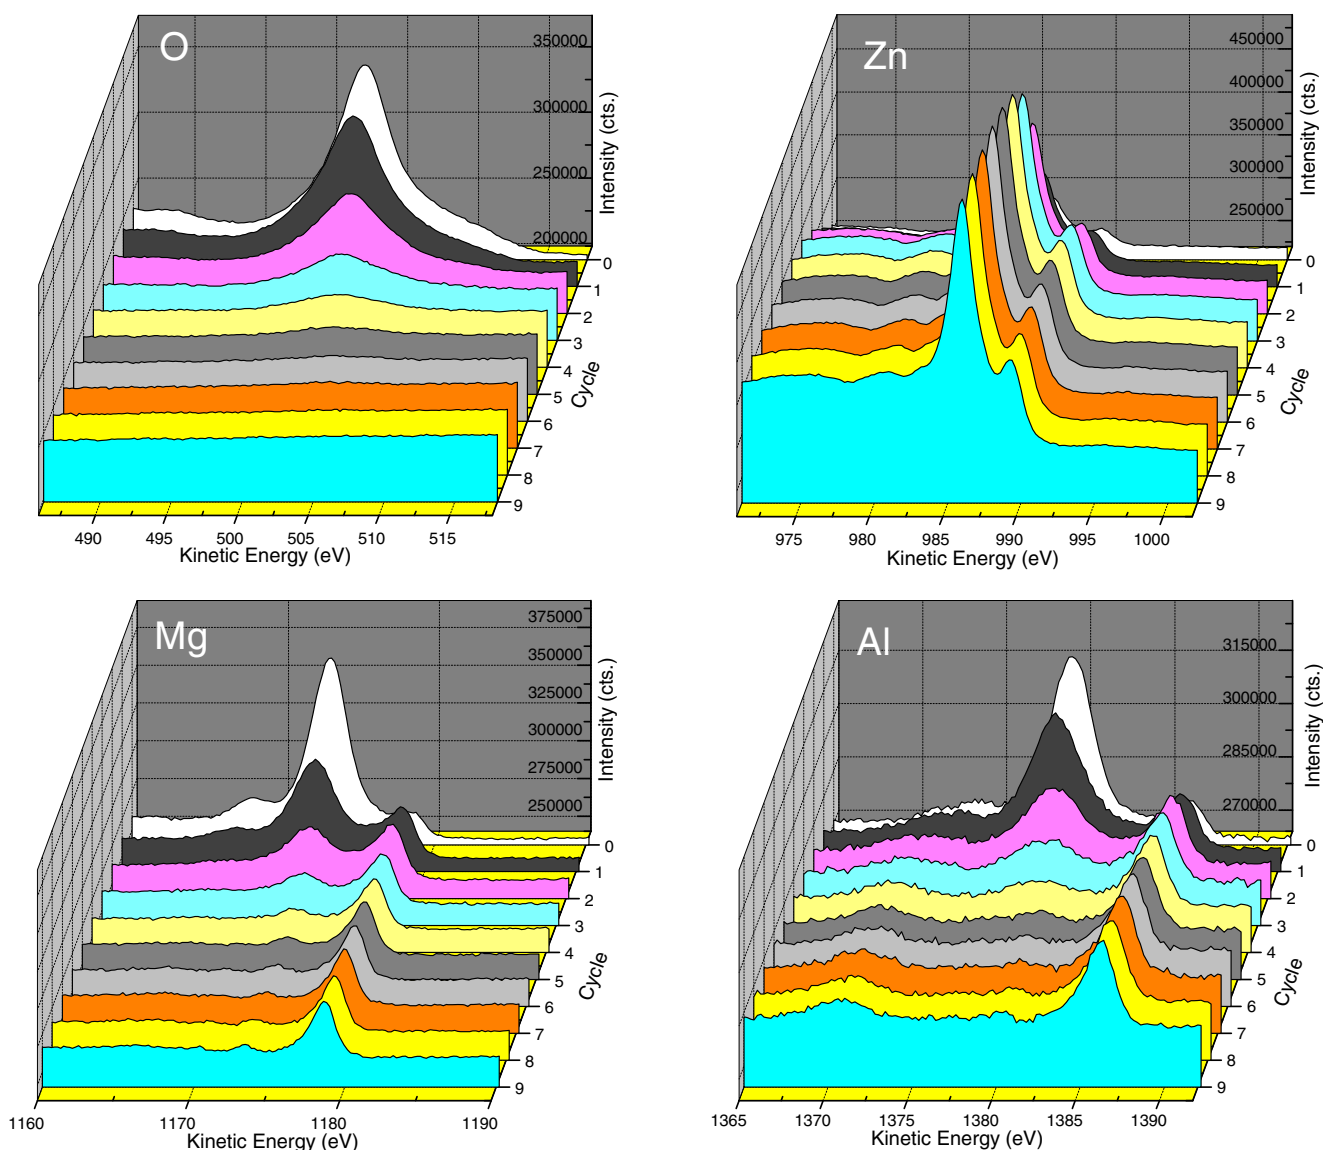 O
350000
300000
250000
200000
Intensity (cts.)
0
1
2
3
4
5
6
7
8
9
Cycle
490 495 500 505 510 515
Kinetic Energy (eV)
Zn
450000
400000
350000
300000
250000
Intensity (cts.)
0
1
2
3
4
5
6
7
8
9
Cycle
975 980 985 990 995 1000
Kinetic Energy (eV)
Mg
375000
350000
325000
300000
275000
250000
Intensity (cts.)
0
1
2
3
4
5
6
7
8
9
Cycle
1160 1170 1180 1190
Kinetic Energy (eV)
Al
315000
300000
285000
270000
Intensity (cts.)
0
1
2
3
4
5
6
7
8
9
Cycle
1365 1370 1375 1380 1385 1390
Kinetic Energy (eV)